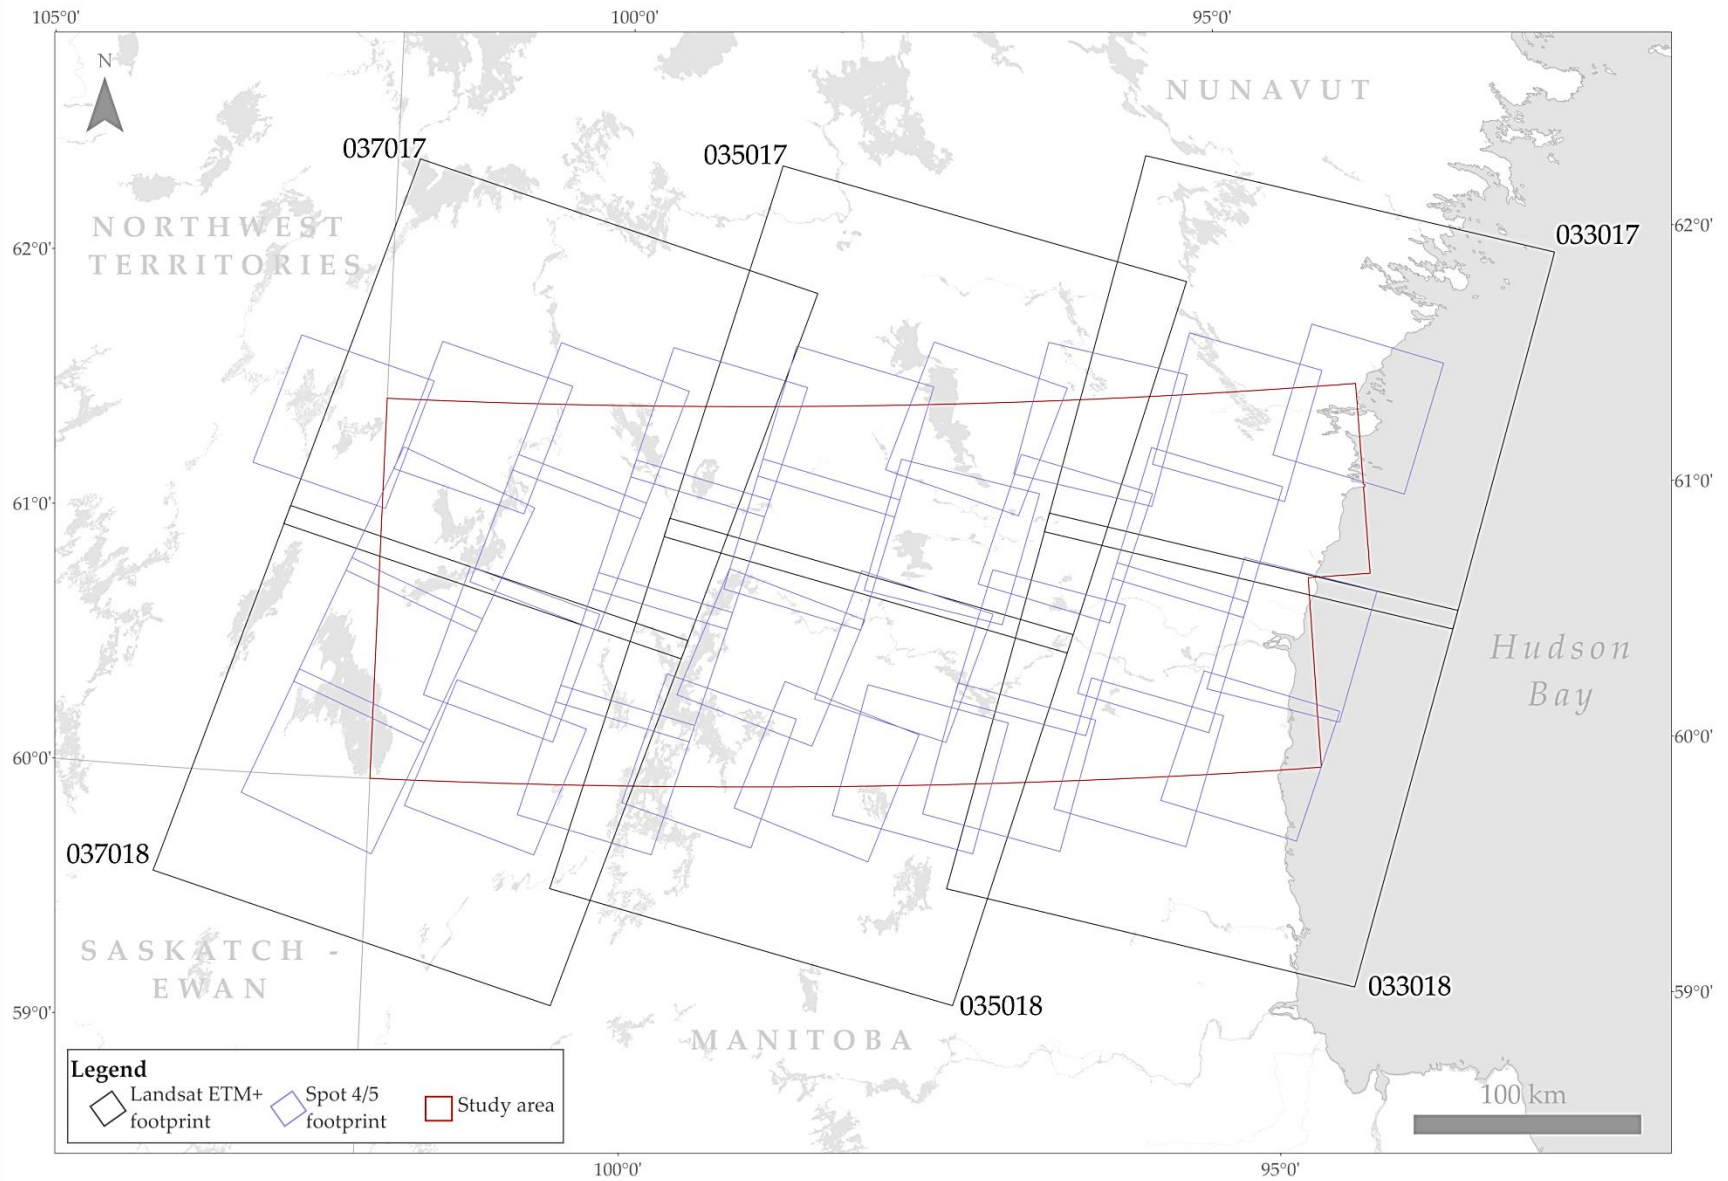 105°0' 100°0' 95°0'
N
NUNAVUT
037017
035017
033017
NORTHWEST
TERRITORIES
62°0'
62°0'
61°0'
61°0'
Hudson
Bay
60°0'
60°0'
037018
SASKATCH -
EWAN
033018
035018
59°0'
59°0'
MANITOBA
Legend
Landsat ETM+
footprint
Spot 4/5
footprint
Study area
100 km
100°0' 95°0'